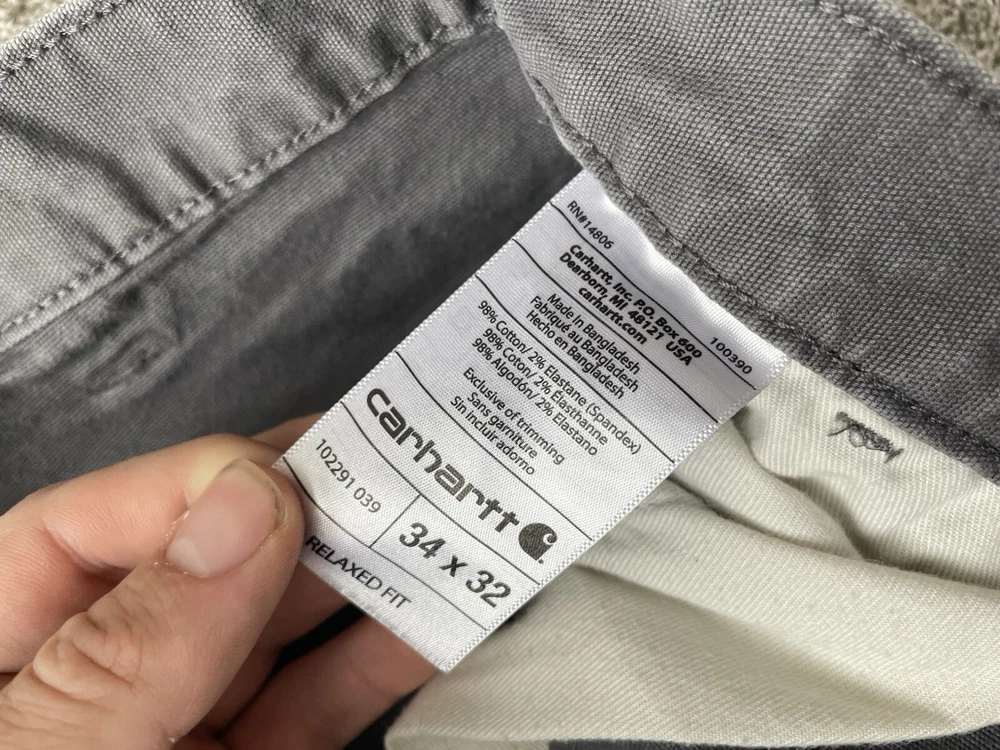 RN#14806
100390
Carhartt, Inc. P.O. Box 600
Dearborn, MI 48121 USA
carhartt.com
Made in Bangladesh
Fabriqué au Bangladesh
Hecho en Bangladesh
98% Cotton/ 2% Elastane (Spandex)
98% Coton/ 2% Elasthanne
98% Algodón/ 2% Elastano
Exclusive of trimming
Sans garniture
Sin incluir adorno
carhartt
102291 039
34 x 32
RELAXED FIT